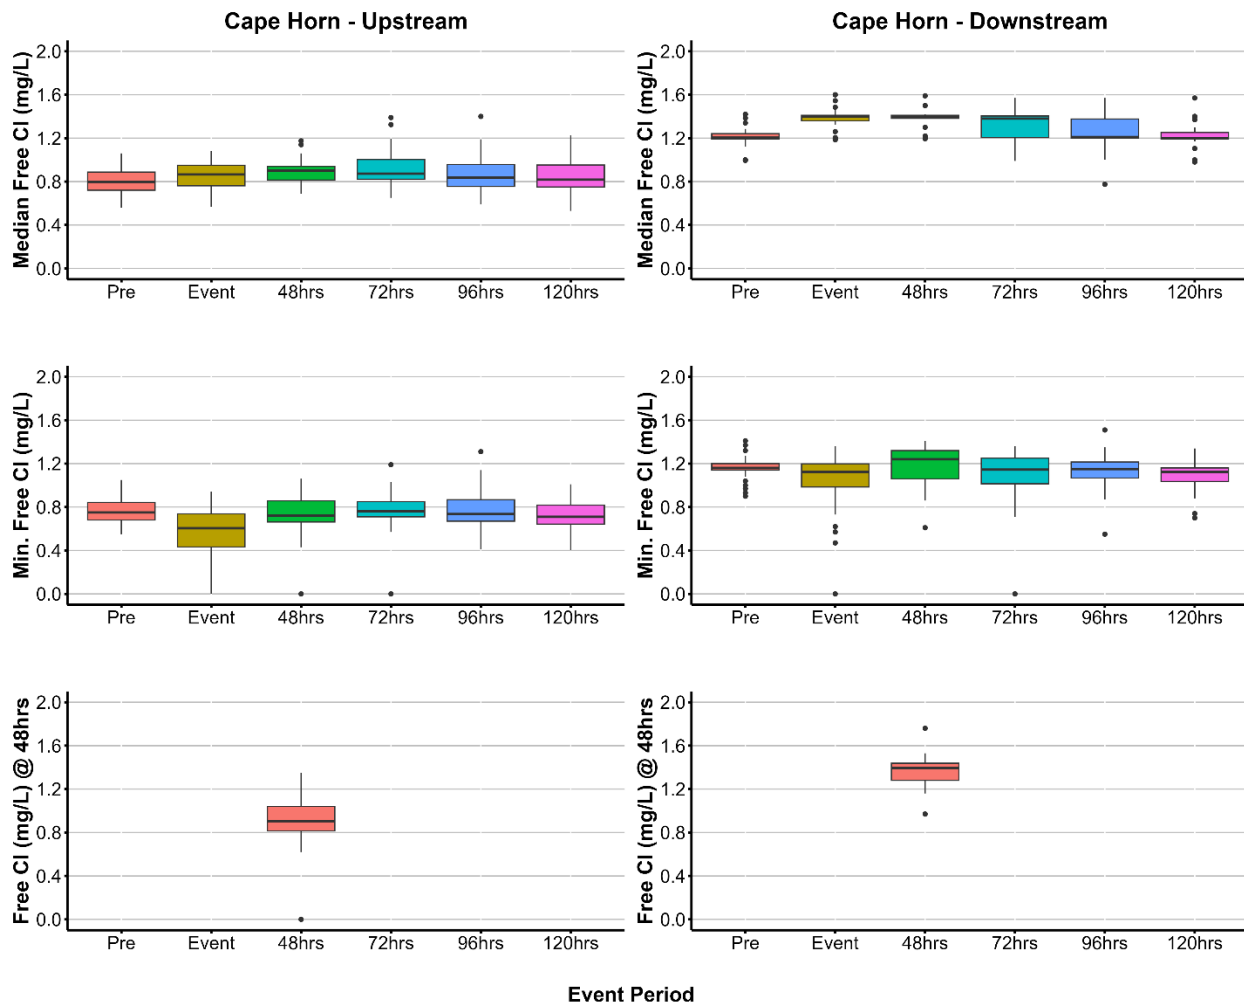 Cape Horn - Upstream
Median Free Cl (mg/L)
2.0
1.6
1.2
0.8
0.4
0.0
Pre Event 48hrs 72hrs 96hrs 120hrs
Cape Horn - Downstream
Median Free Cl (mg/L)
2.0
1.6
1.2
0.8
0.4
0.0
Pre Event 48hrs 72hrs 96hrs 120hrs
Min. Free Cl (mg/L)
2.0
1.6
1.2
0.8
0.4
0.0
Pre Event 48hrs 72hrs 96hrs 120hrs
Min. Free Cl (mg/L)
2.0
1.6
1.2
0.8
0.4
0.0
Pre Event 48hrs 72hrs 96hrs 120hrs
Free Cl (mg/L) @ 48hrs
2.0
1.6
1.2
0.8
0.4
0.0
Pre Event 48hrs 72hrs 96hrs 120hrs
Free Cl (mg/L) @ 48hrs
2.0
1.6
1.2
0.8
0.4
0.0
Pre Event 48hrs 72hrs 96hrs 120hrs
Event Period